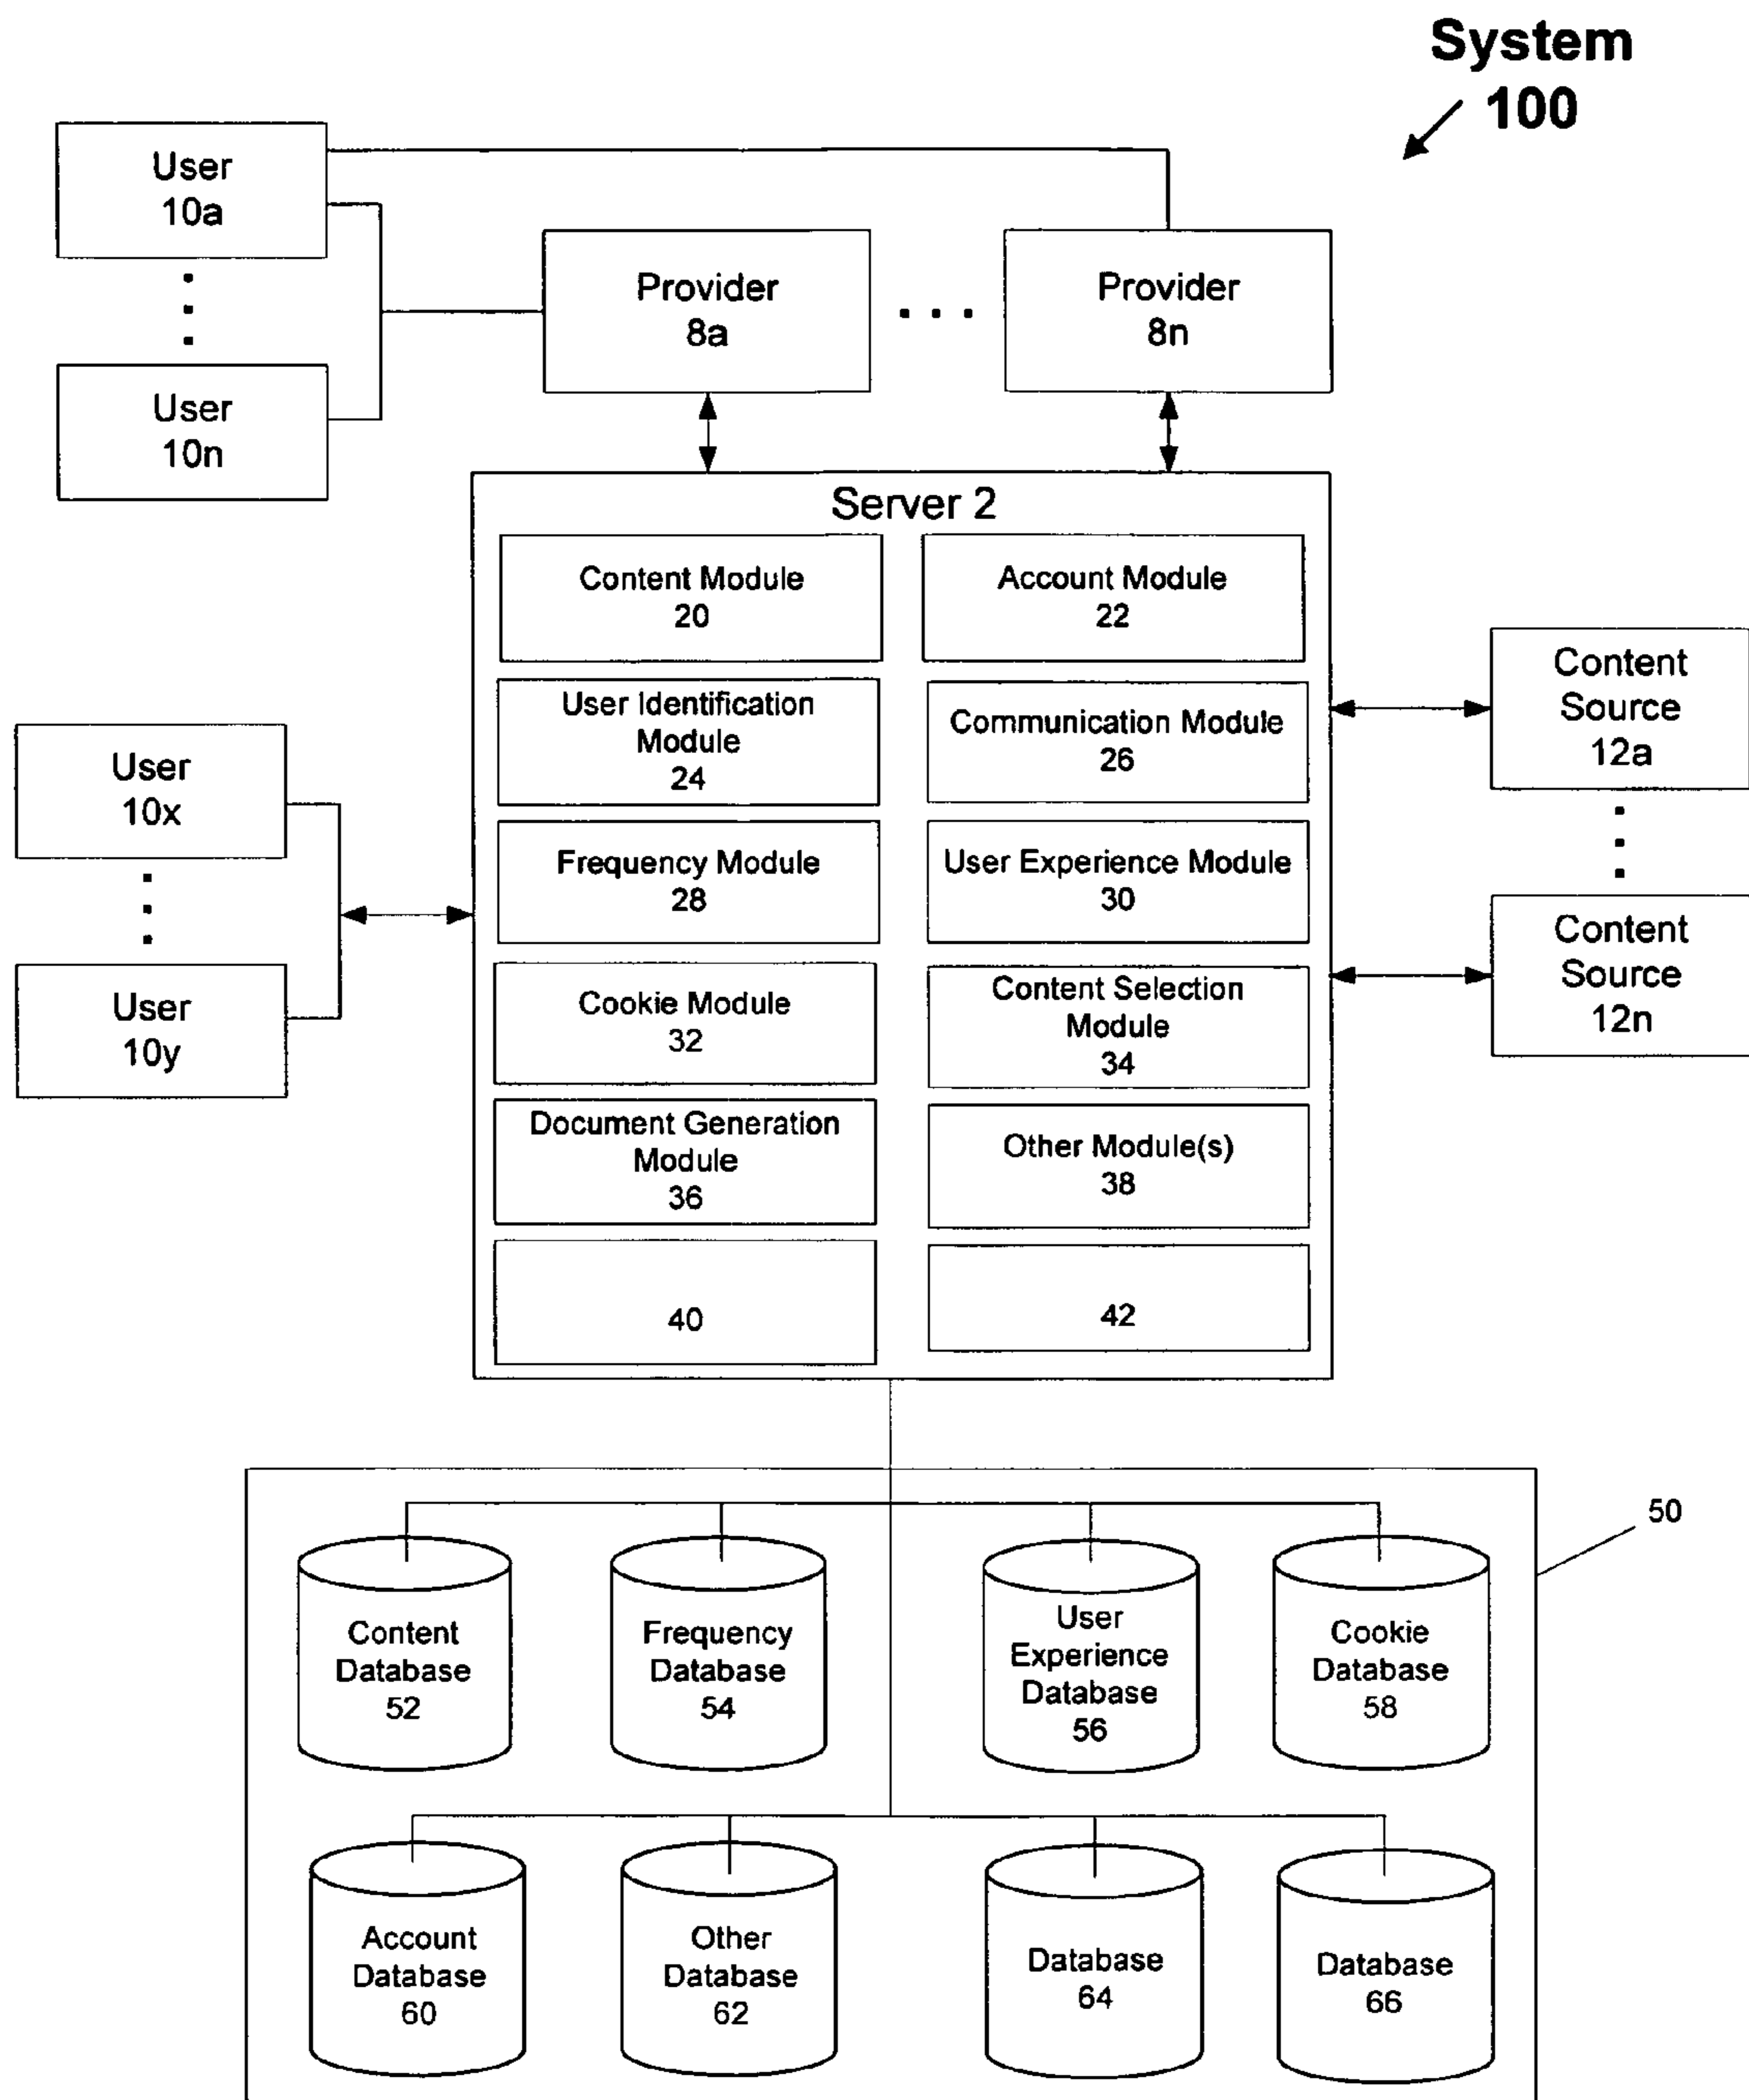 System
100
User
10a
User
10n
Provider
8a
Provider
8n
Server 2
Content Module
20
Account Module
22
User Identification
Module
24
Communication Module
26
Frequency Module
28
User Experience Module
30
Cookie Module
32
Content Selection
Module
34
Document Generation
Module
36
Other Module(s)
38
40
42
User
10x
User
10y
Content
Source
12a
Content
Source
12n
50
Content
Database
52
Frequency
Database
54
User
Experience
Database
56
Cookie
Database
58
Account
Database
60
Other
Database
62
Database
64
Database
66